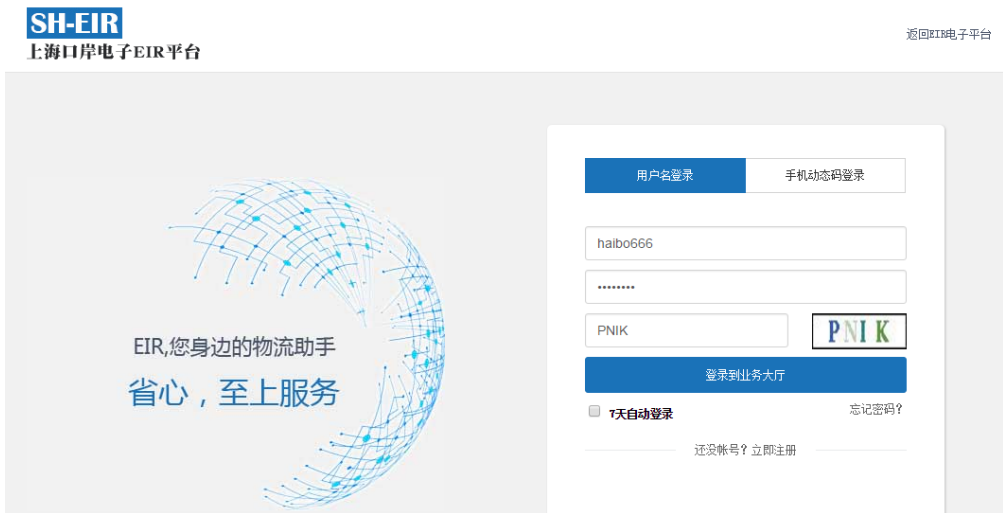 SH-EIR
上海口岸电子EIR平台
返回EIR电子平台
用户名登录
手机动态码登录
haibo666
••••••••
PNIK
PNIK
登录到业务大厅
7天自动登录
忘记密码?
还没帐号? 立即注册
EIR,您身边的物流助手
省心，至上服务